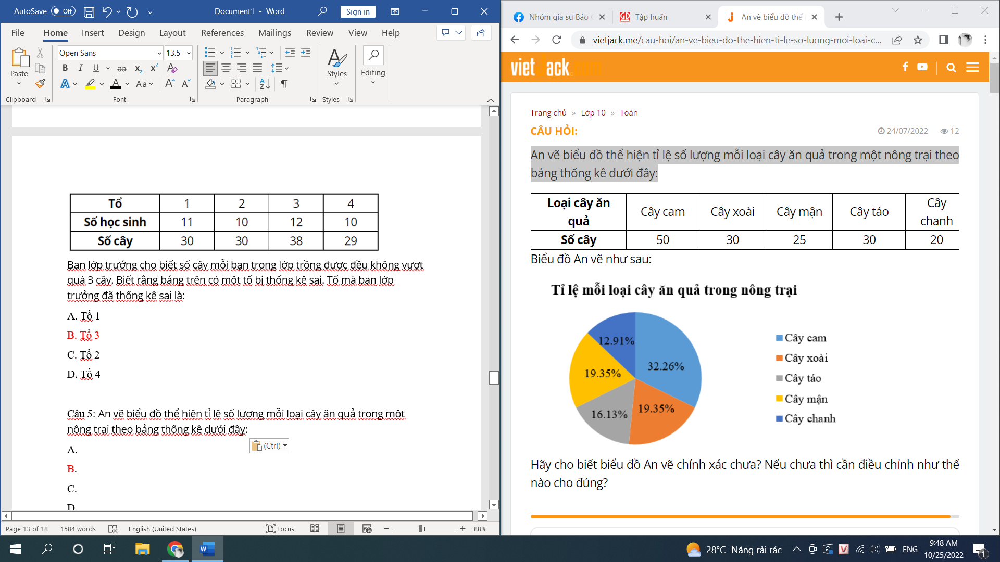 AutoSave Off Document1 - Word Sign in
File Home Insert Design Layout References Mailings Review View Help
Open Sans 13.5
Paste Styles Editing
Clipboard Font Paragraph Styles
Tổ 1 2 3 4
Số học sinh 11 10 12 10
Số cây 30 30 38 29
Bạn lớp trưởng cho biết số cây mỗi bạn trong lớp trồng được đều không vượt
quá 3 cây. Biết rằng bảng trên có một tổ bị thống kê sai. Tổ mà bạn lớp
trưởng đã thống kê sai là:
A. Tổ 1
B. Tổ 3
C. Tổ 2
D. Tổ 4
Câu 5: An vẽ biểu đồ thể hiện tỉ lệ số lượng mỗi loại cây ăn quả trong một
nông trại theo bảng thống kê dưới đây:
(Ctrl)
A.
B.
C.
D.
Page 13 of 18 1584 words English (United States) Focus 88%
Nhóm gia sư Bảo Tập huấn An vẽ biểu đồ thể
vietjack.me/cau-hoi/an-ve-bieu-do-the-hien-ti-le-so-luong-moi-loai-c...
Trang chủ » Lớp 10 » Toán
CÂU HỎI: 24/07/2022 12
An vẽ biểu đồ thể hiện tỉ lệ số lượng mỗi loại cây ăn quả trong một nông trại theo
bảng thống kê dưới đây:
Loại cây ăn quả Cây cam Cây xoài Cây mận Cây táo Cây chanh
Số cây 50 30 25 30 20
Biểu đồ An vẽ như sau:
Tỉ lệ mỗi loại cây ăn quả trong nông trại
12.91%
32.26%
19.35%
19.35%
16.13%
Cây cam
Cây xoài
Cây táo
Cây mận
Cây chanh
Hãy cho biết biểu đồ An vẽ chính xác chưa? Nếu chưa thì cần điều chỉnh như thế
nào cho đúng?
28°C Nắng rải rác ENG 9:48 AM
10/25/2022 1